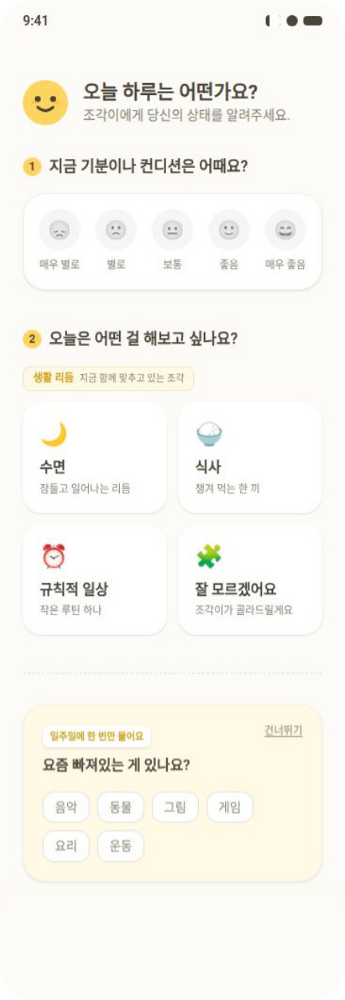 9:41
오늘 하루는 어떤가요?
조각이에게 당신의 상태를 알려주세요.
1 지금 기분이나 컨디션은 어때요?
매우 별로 별로 보통 좋음 매우 좋음
2 오늘은 어떤 걸 해보고 싶나요?
생활 리듬 지금 함께 맞추고 있는 조각
수면
잠들고 일어나는 리듬
식사
챙겨 먹는 한 끼
규칙적 일상
작은 루틴 하나
잘 모르겠어요
조각이가 골라드릴게요
일주일에 한 번만 물어요
건너뛰기
요즘 빠져있는 게 있나요?
음악 동물 그림 게임
요리 운동